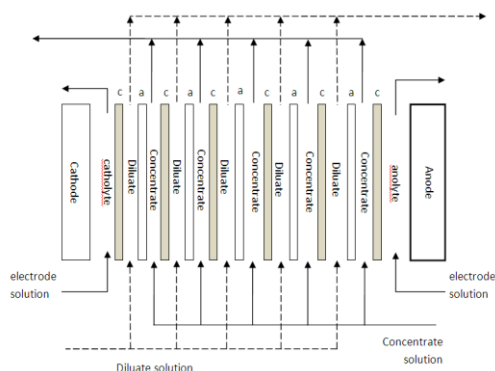 c a c a c a c a c a c
Cathode
catholyte
Diluate
Concentrate
Diluate
Concentrate
Diluate
Concentrate
Diluate
Concentrate
Diluate
Concentrate
anolyte
Anode
electrode
solution
electrode
solution
Concentrate
solution
Diluate solution